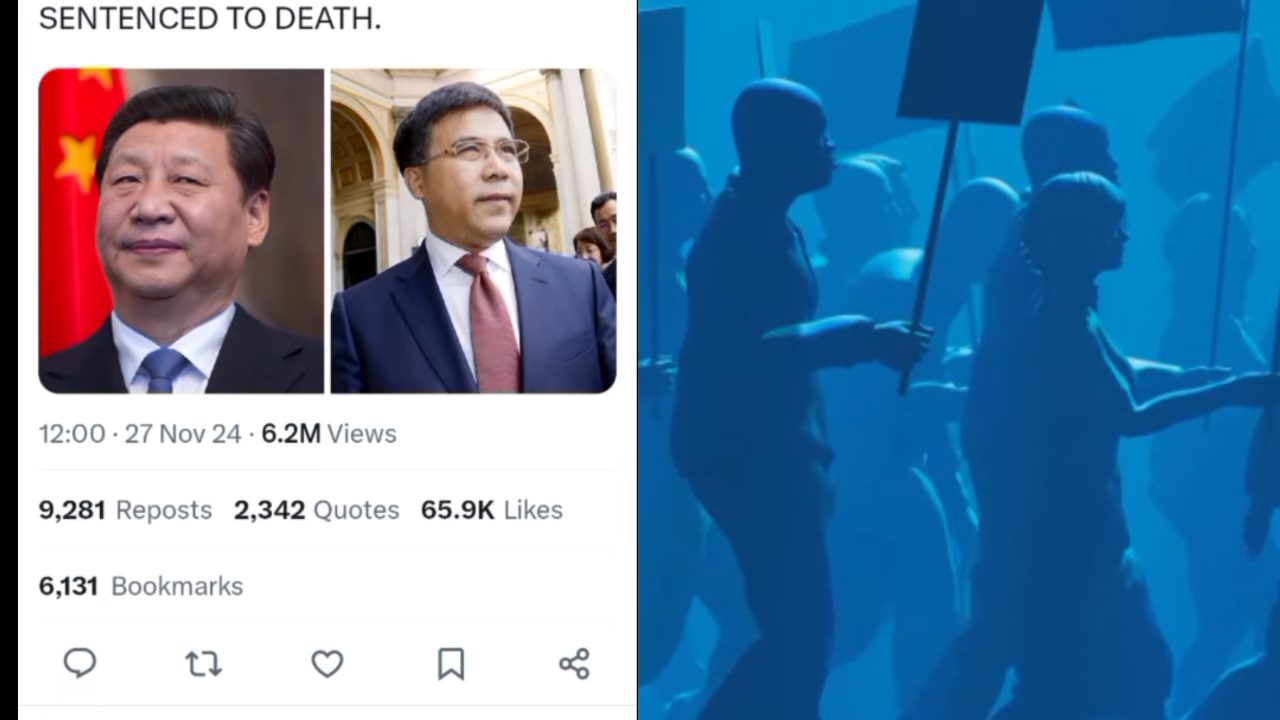 SENTENCED TO DEATH.
12:00 · 27 Nov 24 · 6.2M Views
9,281 Reposts 2,342 Quotes 65.9K Likes
6,131 Bookmarks